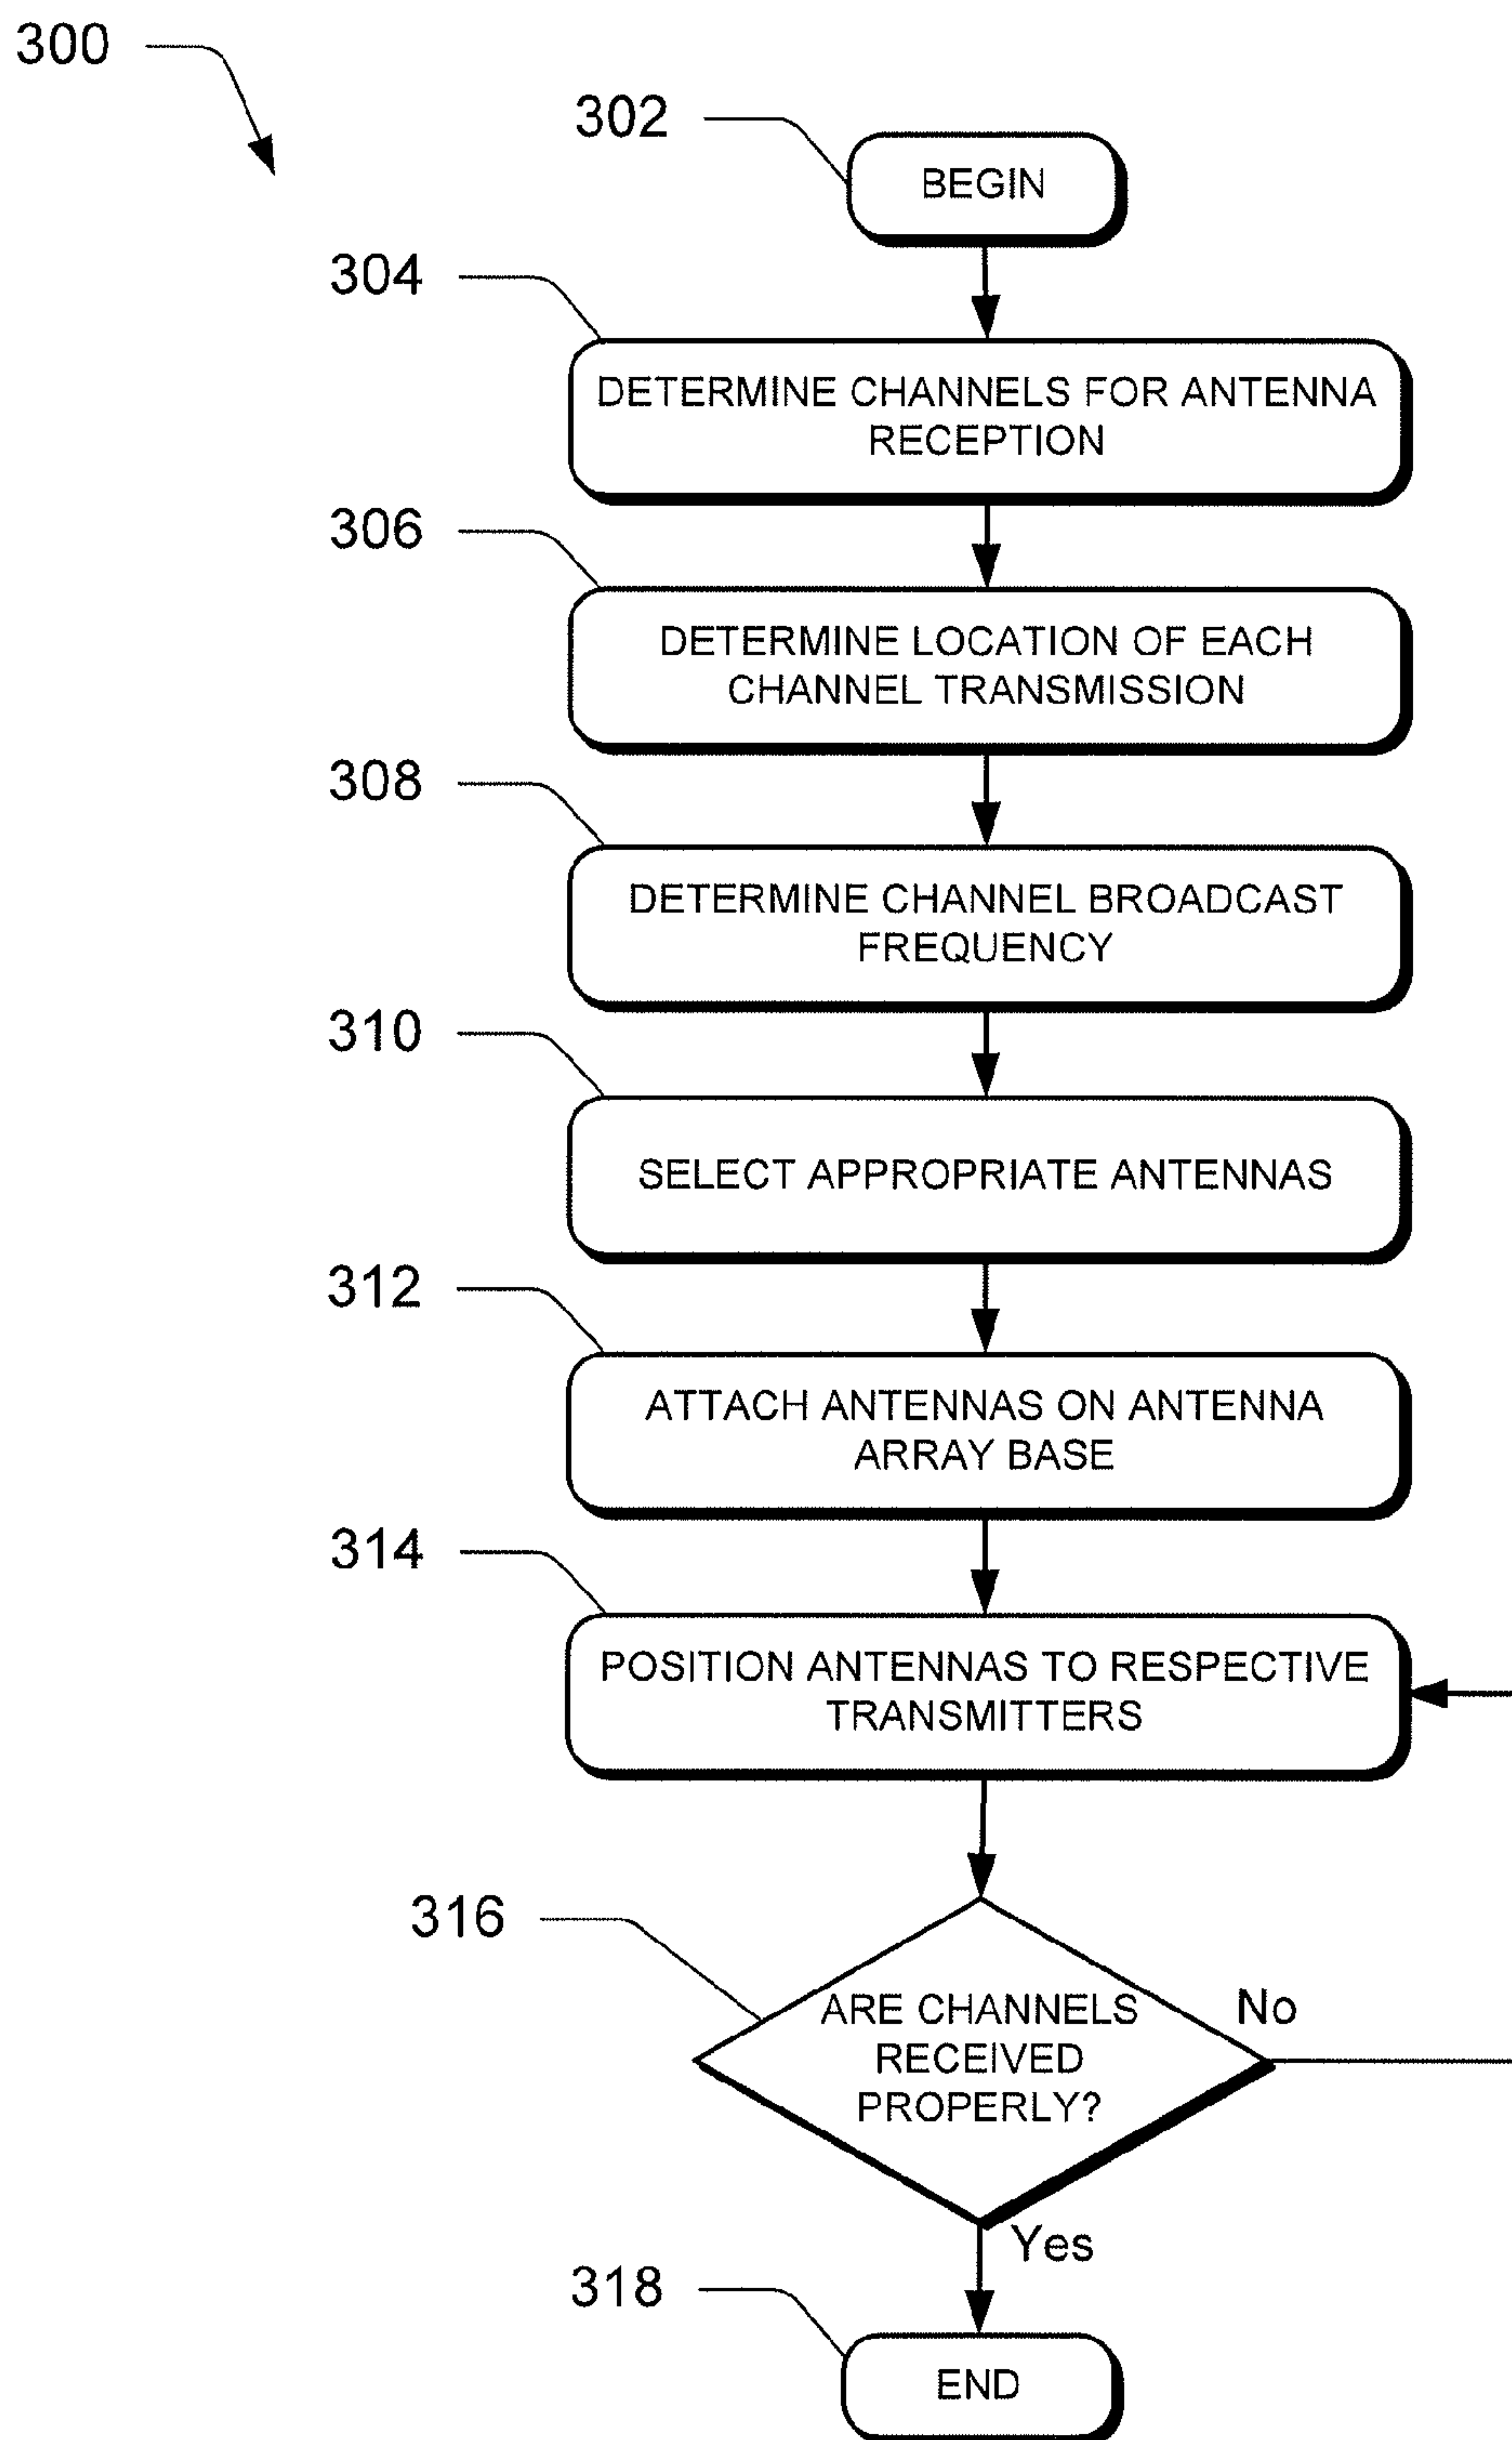 300
302
BEGIN
304
DETERMINE CHANNELS FOR ANTENNA
RECEPTION
306
DETERMINE LOCATION OF EACH
CHANNEL TRANSMISSION
308
DETERMINE CHANNEL BROADCAST
FREQUENCY
310
SELECT APPROPRIATE ANTENNAS
312
ATTACH ANTENNAS ON ANTENNA
ARRAY BASE
314
POSITION ANTENNAS TO RESPECTIVE
TRANSMITTERS
316
ARE CHANNELS
RECEIVED
PROPERLY?
No
Yes
318
END